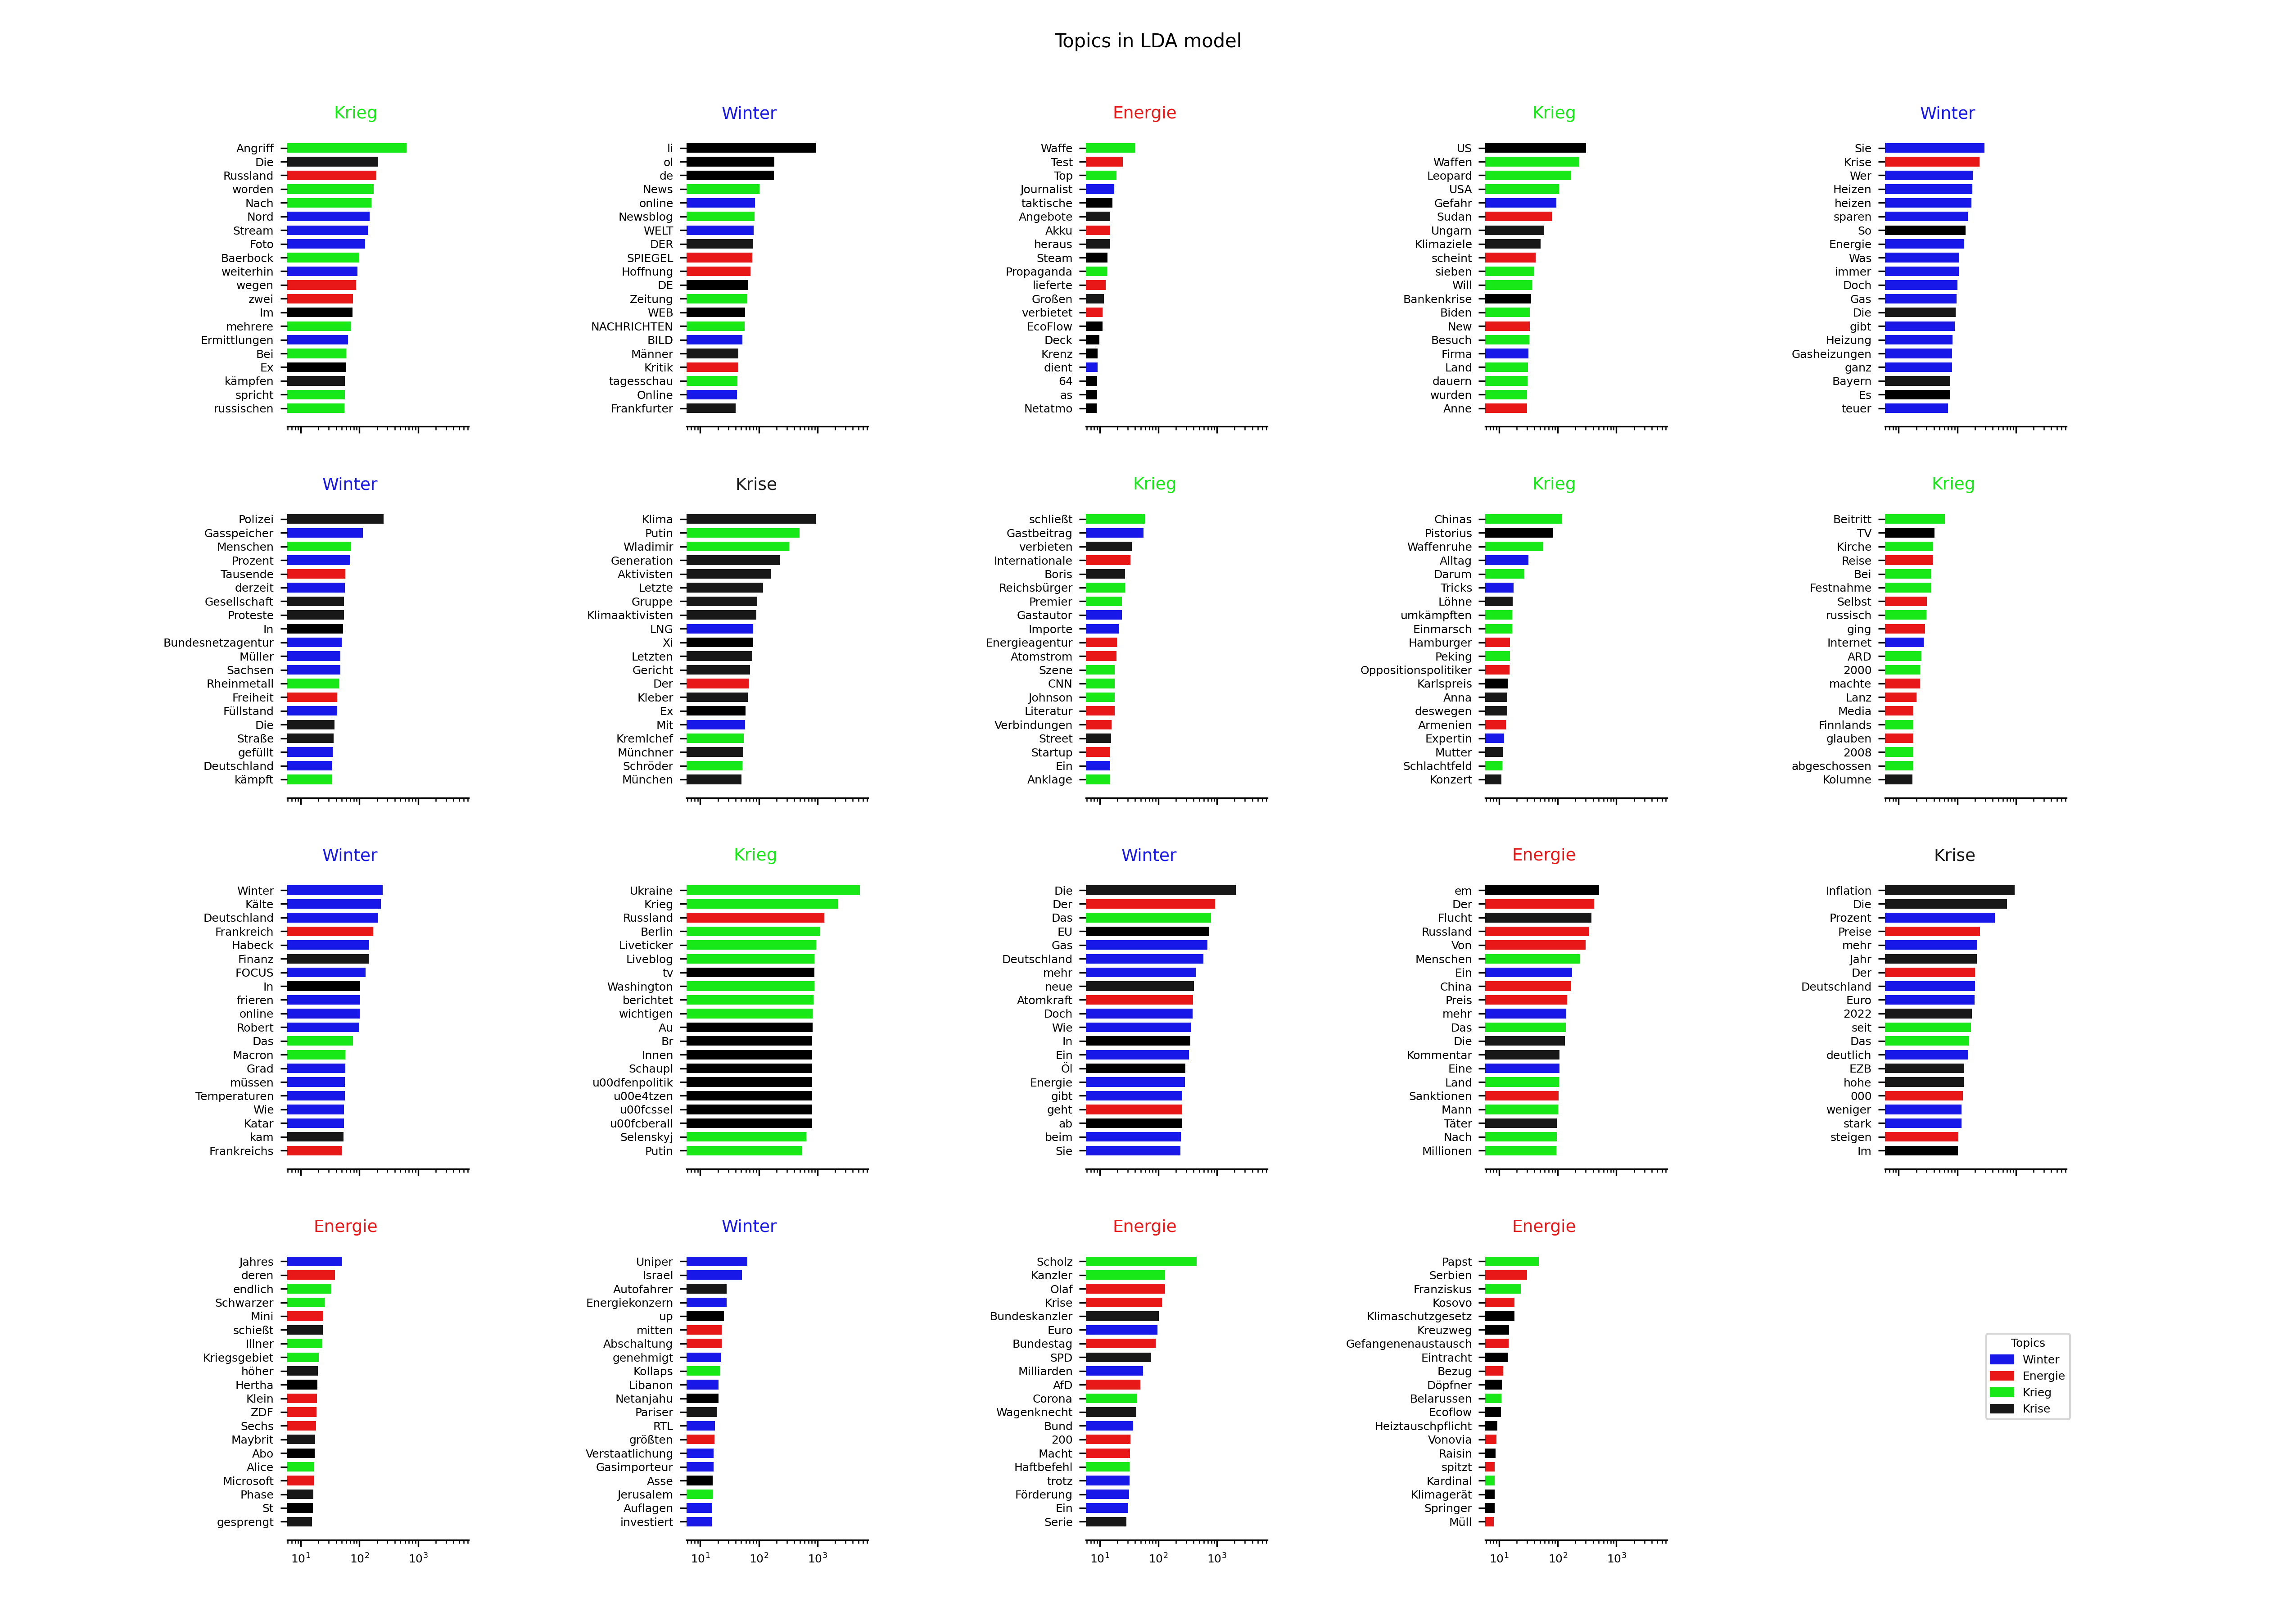 Topics in LDA model
Krieg
Angriff
Die
Russland
worden
Nach
Nord
Stream
Foto
Baerbock
weiterhin
wegen
zwei
Im
mehrere
Ermittlungen
Bei
Ex
kämpfen
spricht
russischen
Winter
li
ol
de
News
online
Newsblog
WELT
DER
SPIEGEL
Hoffnung
DE
Zeitung
WEB
NACHRICHTEN
BILD
Männer
Kritik
tagesschau
Online
Frankfurter
Energie
Waffe
Test
Top
Journalist
taktische
Angebote
Akku
heraus
Steam
Propaganda
lieferte
Großen
verbietet
EcoFlow
Deck
Krenz
dient
64
as
Netatmo
Krieg
US
Waffen
Leopard
USA
Gefahr
Sudan
Ungarn
Klimaziele
scheint
sieben
Will
Bankenkrise
Biden
New
Besuch
Firma
Land
dauern
wurden
Anne
Winter
Sie
Krise
Wer
Heizen
heizen
sparen
So
Energie
Was
immer
Doch
Gas
Die
gibt
Heizung
Gasheizungen
ganz
Bayern
Es
teuer
Winter
Polizei
Gasspeicher
Menschen
Prozent
Tausende
derzeit
Gesellschaft
Proteste
In
Bundesnetzagentur
Müller
Sachsen
Rheinmetall
Freiheit
Füllstand
Die
Straße
gefüllt
Deutschland
kämpft
Krise
Klima
Putin
Wladimir
Generation
Aktivisten
Letzte
Gruppe
Klimaaktivisten
LNG
Xi
Letzten
Gericht
Der
Kleber
Ex
Mit
Kremlchef
Münchner
Schröder
München
Krieg
schließt
Gastbeitrag
verbieten
Internationale
Boris
Reichsbürger
Premier
Gastautor
Importe
Energieagentur
Atomstrom
Szene
CNN
Johnson
Literatur
Verbindungen
Street
Startup
Ein
Anklage
Krieg
Chinas
Pistorius
Waffenruhe
Alltag
Darum
Tricks
Löhne
umkämpften
Einmarsch
Hamburger
Peking
Oppositionspolitiker
Karlspreis
Anna
deswegen
Armenien
Expertin
Mutter
Schlachtfeld
Konzert
Krieg
Beitritt
TV
Kirche
Reise
Bei
Festnahme
Selbst
russisch
ging
Internet
ARD
2000
machte
Lanz
Media
Finnlands
glauben
2008
abgeschossen
Kolumne
Winter
Winter
Kälte
Deutschland
Frankreich
Habeck
Finanz
FOCUS
In
frieren
online
Robert
Das
Macron
Grad
müssen
Temperaturen
Wie
Katar
kam
Frankreichs
Krieg
Ukraine
Krieg
Russland
Berlin
Liveticker
Liveblog
tv
Washington
berichtet
wichtigen
Au
Br
Innen
Schaupl
u00dfenpolitik
u00e4tzen
u00fcssel
u00fcberall
Selenskyj
Putin
Winter
Die
Der
Das
EU
Gas
Deutschland
mehr
neue
Atomkraft
Doch
Wie
In
Ein
Öl
Energie
gibt
geht
ab
beim
Sie
Energie
em
Der
Flucht
Russland
Von
Menschen
Ein
China
Preis
mehr
Das
Die
Kommentar
Eine
Land
Sanktionen
Mann
Täter
Nach
Millionen
Krise
Inflation
Die
Prozent
Preise
mehr
Jahr
Der
Deutschland
Euro
2022
seit
Das
deutlich
EZB
hohe
000
weniger
stark
steigen
Im
Energie
Jahres
deren
endlich
Schwarzer
Mini
schießt
Illner
Kriegsgebiet
höher
Hertha
Klein
ZDF
Sechs
Maybrit
Abo
Alice
Microsoft
Phase
St
gesprengt
10¹ 10² 10³
Winter
Uniper
Israel
Autofahrer
Energiekonzern
up
mitten
Abschaltung
genehmigt
Kollaps
Libanon
Netanjahu
Pariser
RTL
größten
Verstaatlichung
Gasimporteur
Asse
Jerusalem
Auflagen
investiert
10¹ 10² 10³
Energie
Scholz
Kanzler
Olaf
Krise
Bundeskanzler
Euro
Bundestag
SPD
Milliarden
AfD
Corona
Wagenknecht
Bund
200
Macht
Haftbefehl
trotz
Förderung
Ein
Serie
10¹ 10² 10³
Energie
Papst
Serbien
Franziskus
Kosovo
Klimaschutzgesetz
Kreuzweg
Gefangenenaustausch
Eintracht
Bezug
Döpfner
Belarussen
Ecoflow
Heiztauschpflicht
Vonovia
Raisin
spitzt
Kardinal
Klimagerät
Springer
Müll
10¹ 10² 10³
Topics
Winter
Energie
Krieg
Krise